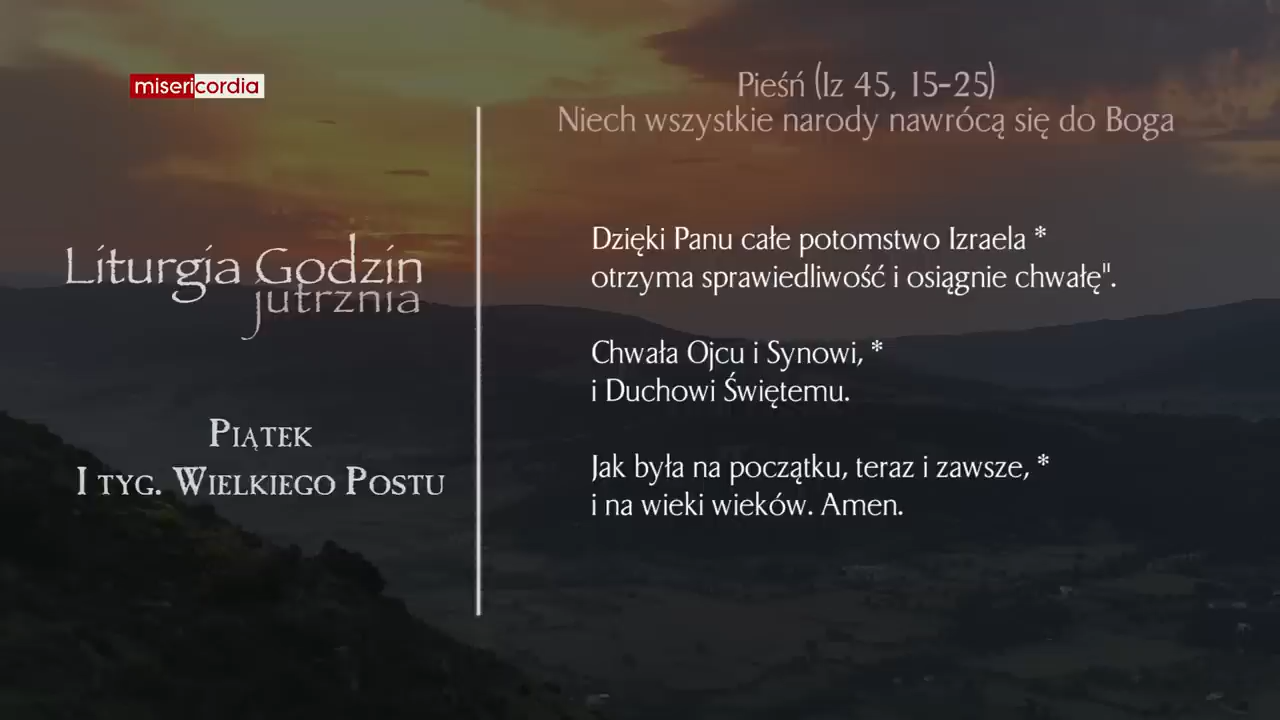 misericordia
Liturgia Godzin
jutrznia
Piątek
I tyg. Wielkiego Postu
Pieśń (Iz 45, 15-25)
Niech wszystkie narody nawrócą się do Boga
Dzięki Panu całe potomstwo Izraela *
otrzyma sprawiedliwość i osiągnie chwałę".
Chwała Ojcu i Synowi, *
i Duchowi Świętemu.
Jak była na początku, teraz i zawsze, *
i na wieki wieków. Amen.